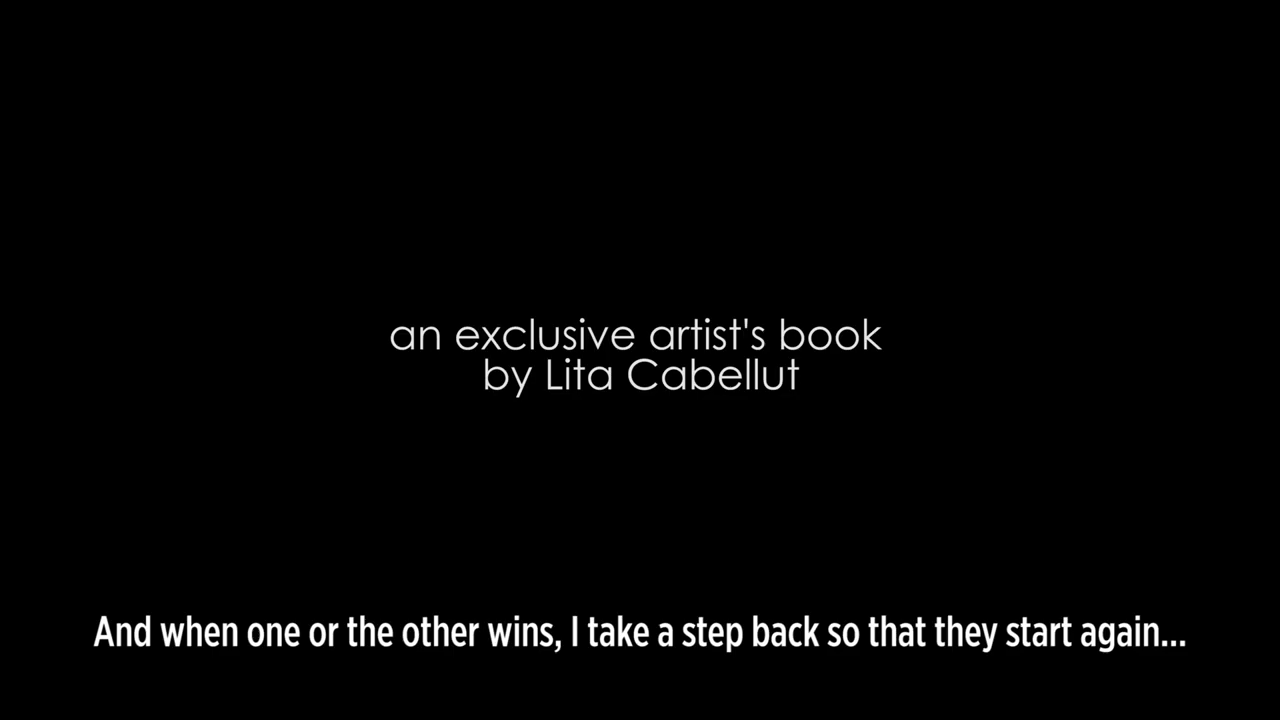 an exclusive artist's book
by Lita Cabellut
And when one or the other wins, I take a step back so that they start again...